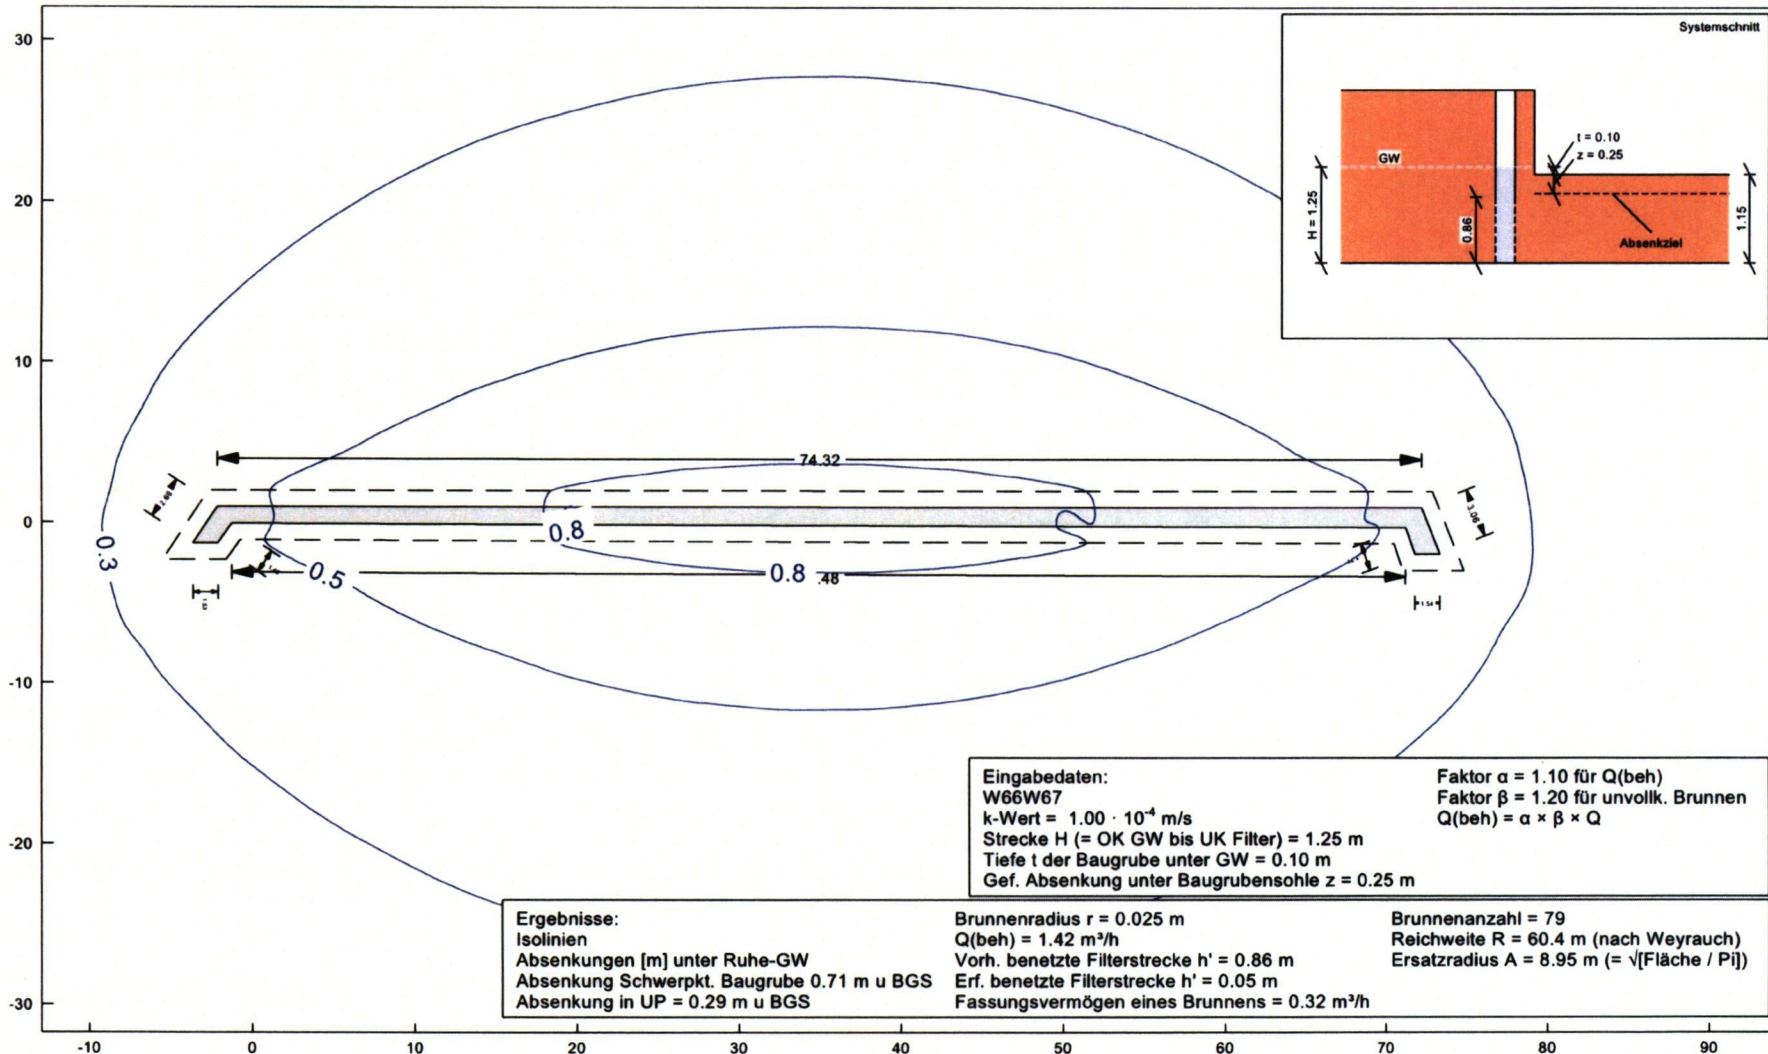 30
20
10
0
-10
-20
-30
-10
0
10
20
30
40
50
60
70
80
90
Systemschnitt
GW
t = 0.10
z = 0.25
H = 1.25
0.86
1.15
Absenkziel
74.32
3.06
0.8
0.3
0.5
0.8
.48
1.54
Eingabedaten:
W66W67
k-Wert = 1.00 · 10⁻⁴ m/s
Strecke H (= OK GW bis UK Filter) = 1.25 m
Tiefe t der Baugrube unter GW = 0.10 m
Gef. Absenkung unter Baugrubensohle z = 0.25 m
Faktor α = 1.10 für Q(beh)
Faktor β = 1.20 für unvollk. Brunnen
Q(beh) = α × β × Q
Ergebnisse:
Isolinien
Absenkungen [m] unter Ruhe-GW
Absenkung Schwerpkt. Baugrube 0.71 m u BGS
Absenkung in UP = 0.29 m u BGS
Brunnenradius r = 0.025 m
Q(beh) = 1.42 m³/h
Vorh. benetzte Filterstrecke h' = 0.86 m
Erf. benetzte Filterstrecke h' = 0.05 m
Fassungsvermögen eines Brunnens = 0.32 m³/h
Brunnenanzahl = 79
Reichweite R = 60.4 m (nach Weyrauch)
Ersatzradius A = 8.95 m (= √[Fläche / Pi])